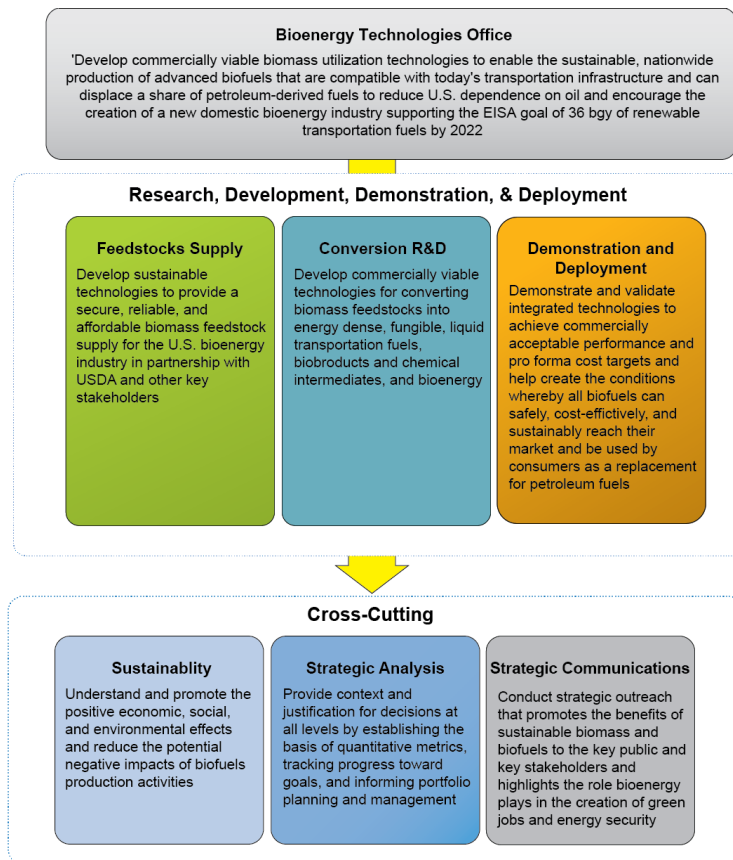 Bioenergy Technologies Office
'Develop commercially viable biomass utilization technologies to enable the sustainable, nationwide
production of advanced biofuels that are compatible with today's transportation infrastructure and can
displace a share of petroleum-derived fuels to reduce U.S. dependence on oil and encourage the
creation of a new domestic bioenergy industry supporting the EISA goal of 36 bgy of renewable
transportation fuels by 2022
Research, Development, Demonstration, & Deployment
Feedstocks Supply
Develop sustainable
technologies to provide a
secure, reliable, and
affordable biomass feedstock
supply for the U.S. bioenergy
industry in partnership with
USDA and other key
stakeholders
Conversion R&D
Develop commercially viable
technologies for converting
biomass feedstocks into
energy dense, fungible, liquid
transportation fuels,
biobroducts and chemical
intermediates, and bioenergy
Demonstration and
Deployment
Demonstrate and validate
integrated technologies to
achieve commercially
acceptable performance and
pro forma cost targets and
help create the conditions
whereby all biofuels can
safely, cost-effictively, and
sustainably reach their
market and be used by
consumers as a replacement
for petroleum fuels
Cross-Cutting
Sustainablity
Understand and promote the
positive economic, social,
and environmental effects
and reduce the potential
negative impacts of biofuels
production activities
Strategic Analysis
Provide context and
justification for decisions at
all levels by establishing the
basis of quantitative metrics,
tracking progress toward
goals, and informing portfolio
planning and management
Strategic Communications
Conduct strategic outreach
that promotes the benefits of
sustainable biomass and
biofuels to the key public and
key stakeholders and
highlights the role bioenergy
plays in the creation of green
jobs and energy security